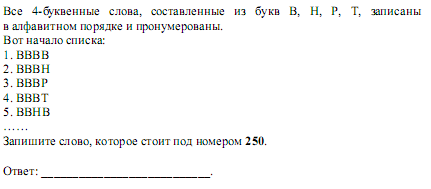 Все 4-буквенные слова, составленные из букв В, Н, Р, Т, записаны
в алфавитном порядке и пронумерованы.
Вот начало списка:
1. ВВВВ
2. ВВВН
3. ВВВР
4. ВВВТ
5. ВВНВ
……
Запишите слово, которое стоит под номером 250.
Ответ: ___________________________.